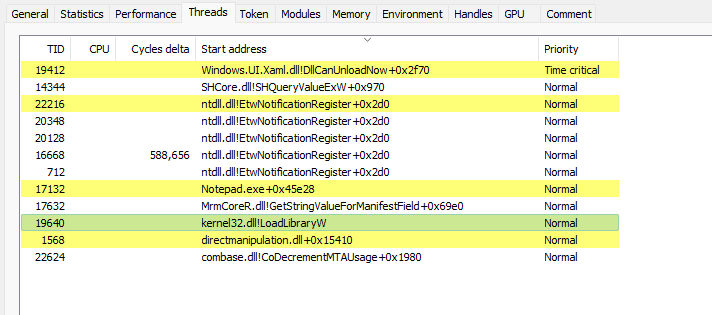 General Statistics Performance Threads Token Modules Memory Environment Handles GPU Comment
TID CPU Cycles delta Start address Priority
19412 Windows.UI.Xaml.dll!DllCanUnloadNow+0x2f70 Time critical
14344 SHCore.dll!SHQueryValueExW+0x970 Normal
22216 ntdll.dll!EtwNotificationRegister+0x2d0 Normal
20348 ntdll.dll!EtwNotificationRegister+0x2d0 Normal
20128 ntdll.dll!EtwNotificationRegister+0x2d0 Normal
16668 588,656 ntdll.dll!EtwNotificationRegister+0x2d0 Normal
712 ntdll.dll!EtwNotificationRegister+0x2d0 Normal
17132 Notepad.exe+0x45e28 Normal
17632 MrmCoreR.dll!GetStringValueForManifestField+0x69e0 Normal
19640 kernel32.dll!LoadLibraryW Normal
1568 directmanipulation.dll+0x15410 Normal
22624 combase.dll!CoDecrementMTAUsage+0x1980 Normal